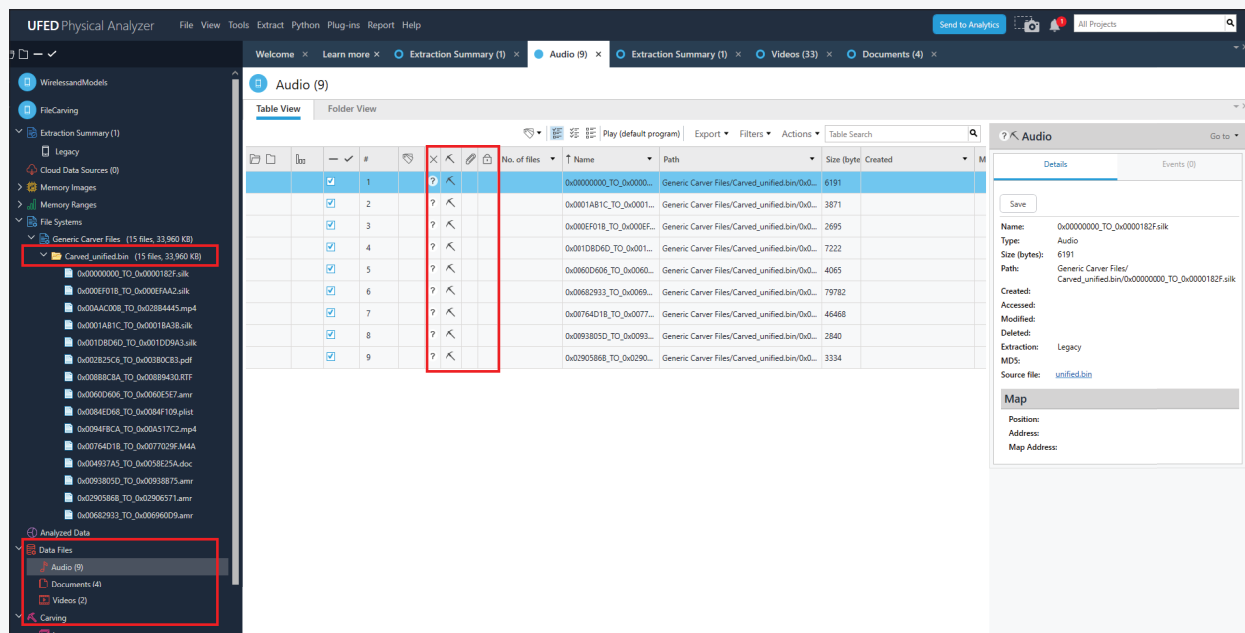 UFED Physical Analyzer File View Tools Extract Python Plug-ins Report Help Send to Analytics All Projects
Welcome × Learn more × Extraction Summary (1) × Audio (9) × Extraction Summary (1) × Videos (33) × Documents (4) ×
WirelessandModels
FileCarving
Extraction Summary (1)
Legacy
Cloud Data Sources (0)
Memory Images
Memory Ranges
File Systems
Generic Carver Files (15 files, 33,960 KB)
Carved_unified.bin (15 files, 33,960 KB)
0x00000000_TO_0x0000182F.silk
0x000EF01B_TO_0x000EFAA2.silk
0x00AAC00B_TO_0x028B4445.mp4
0x0001AB1C_TO_0x0001BA3B.silk
0x001DBD6D_TO_0x001DD9A3.silk
0x002B25C6_TO_0x003B0CB3.pdf
0x008B8C8A_TO_0x008B9430.RTF
0x0060D606_TO_0x0060E5E7.amr
0x0084ED68_TO_0x0084F109.plist
0x0094FBCA_TO_0x00A517C2.mp4
0x00764D1B_TO_0x0077029F.M4A
0x004937A5_TO_0x0058E25A.doc
0x0093805D_TO_0x00938B75.amr
0x0290586B_TO_0x02906571.amr
0x00682933_TO_0x006960D9.amr
Analyzed Data
Data Files
Audio (9)
Documents (4)
Videos (2)
Carving
Audio (9)
Table View Folder View
Play (default program) Export Filters Actions Table Search
# No. of files Name Path Size (byte Created M
1 ? 0x00000000_TO_0x0000... Generic Carver Files/Carved_unified.bin/0x0... 6191
2 ? 0x0001AB1C_TO_0x0001... Generic Carver Files/Carved_unified.bin/0x0... 3871
3 ? 0x000EF01B_TO_0x000EF... Generic Carver Files/Carved_unified.bin/0x0... 2695
4 ? 0x001DBD6D_TO_0x001... Generic Carver Files/Carved_unified.bin/0x0... 7222
5 ? 0x0060D606_TO_0x0060... Generic Carver Files/Carved_unified.bin/0x0... 4065
6 ? 0x00682933_TO_0x0069... Generic Carver Files/Carved_unified.bin/0x0... 79782
7 ? 0x00764D1B_TO_0x0077... Generic Carver Files/Carved_unified.bin/0x0... 46468
8 ? 0x0093805D_TO_0x0093... Generic Carver Files/Carved_unified.bin/0x0... 2840
9 ? 0x0290586B_TO_0x0290... Generic Carver Files/Carved_unified.bin/0x0... 3334
? Audio Go to
Details Events (0)
Save
Name: 0x00000000_TO_0x0000182F.silk
Type: Audio
Size (bytes): 6191
Path: Generic Carver Files/
Carved_unified.bin/0x00000000_TO_0x0000182F.silk
Created:
Accessed:
Modified:
Deleted:
Extraction: Legacy
MD5:
Source file: unified.bin
Map
Position:
Address:
Map Address: